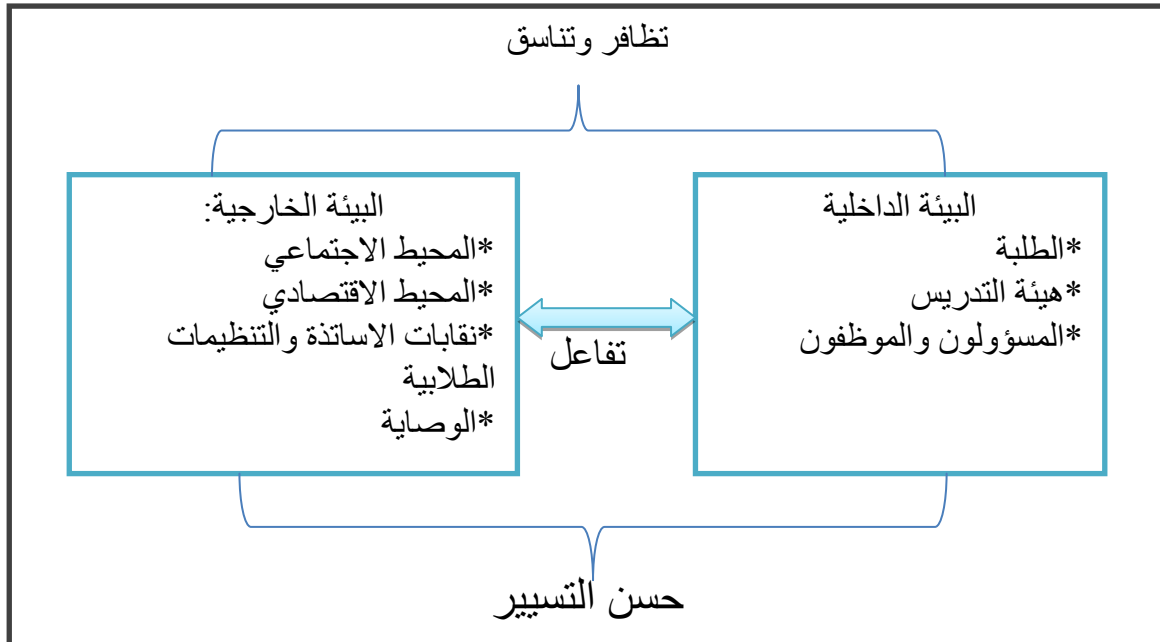 تظافر وتناسق
البيئة الداخلية
*الطلبة
*هيئة التدريس
*المسؤولون والموظفون
تفاعل
البيئة الخارجية:
*المحيط الاجتماعي
*المحيط الاقتصادي
*نقابات الاساتذة والتنظيمات
الطلابية
*الوصاية
حسن التسيير